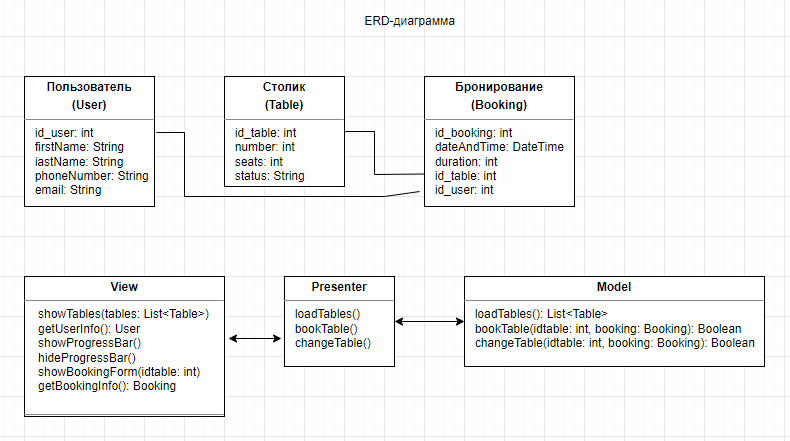 ERD-диаграмма
Пользователь
(User)
id_user: int
firstName: String
iastName: String
phoneNumber: String
email: String
Столик
(Table)
id_table: int
number: int
seats: int
status: String
Бронирование
(Booking)
id_booking: int
dateAndTime: DateTime
duration: int
id_table: int
id_user: int
View
showTables(tables: List<Table>)
getUserInfo(): User
showProgressBar()
hideProgressBar()
showBookingForm(idtable: int)
getBookingInfo(): Booking
Presenter
loadTables()
bookTable()
changeTable()
Model
loadTables(): List<Table>
bookTable(idtable: int, booking: Booking): Boolean
changeTable(idtable: int, booking: Booking): Boolean